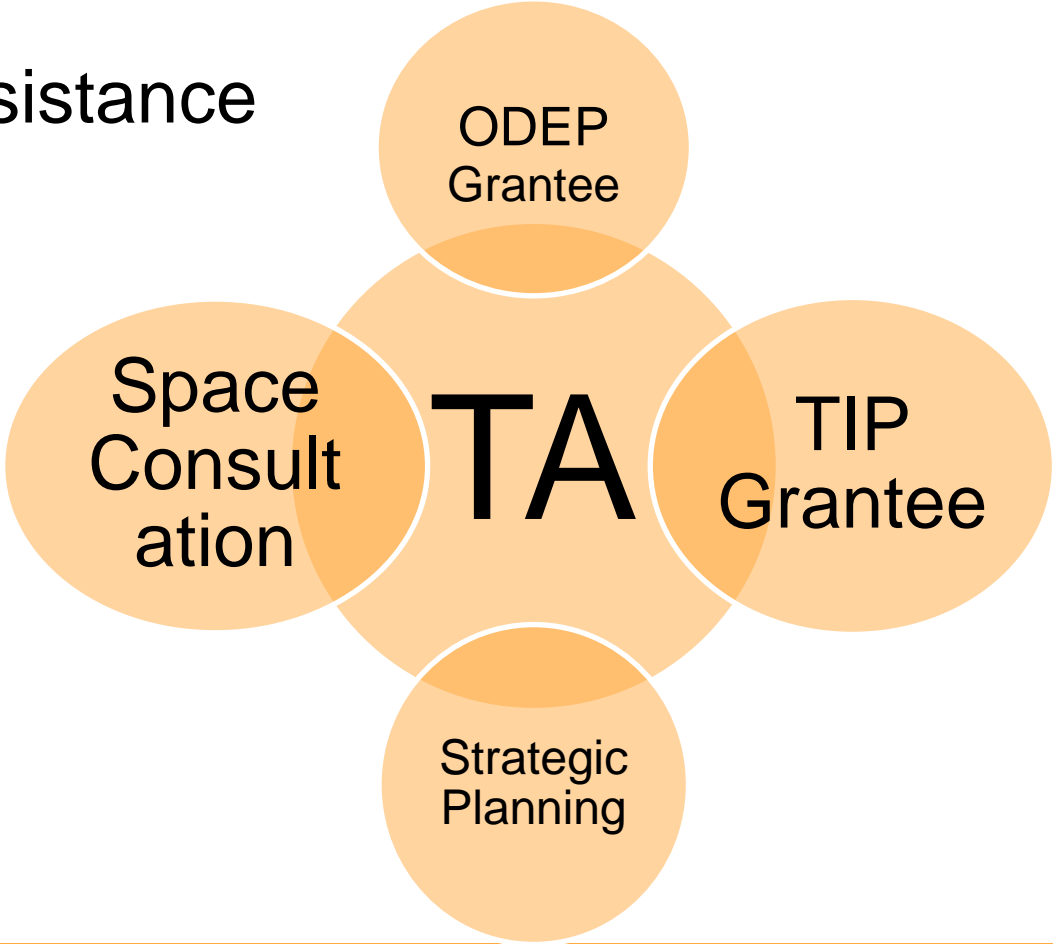 sistance
ODEP
Grantee
Space
Consult
ation
TA
TIP
Grantee
Strategic
Planning